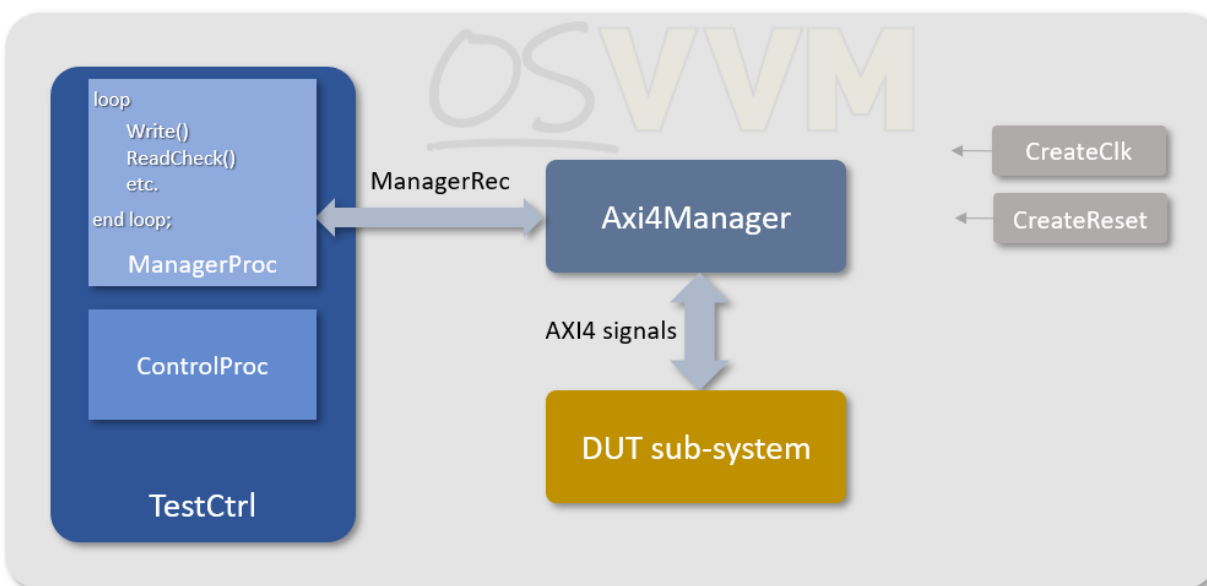 OSVVM
loop
Write()
ReadCheck()
etc.
end loop;
ManagerProc
ControlProc
TestCtrl
ManagerRec
Axi4Manager
AXI4 signals
DUT sub-system
CreateClk
CreateReset